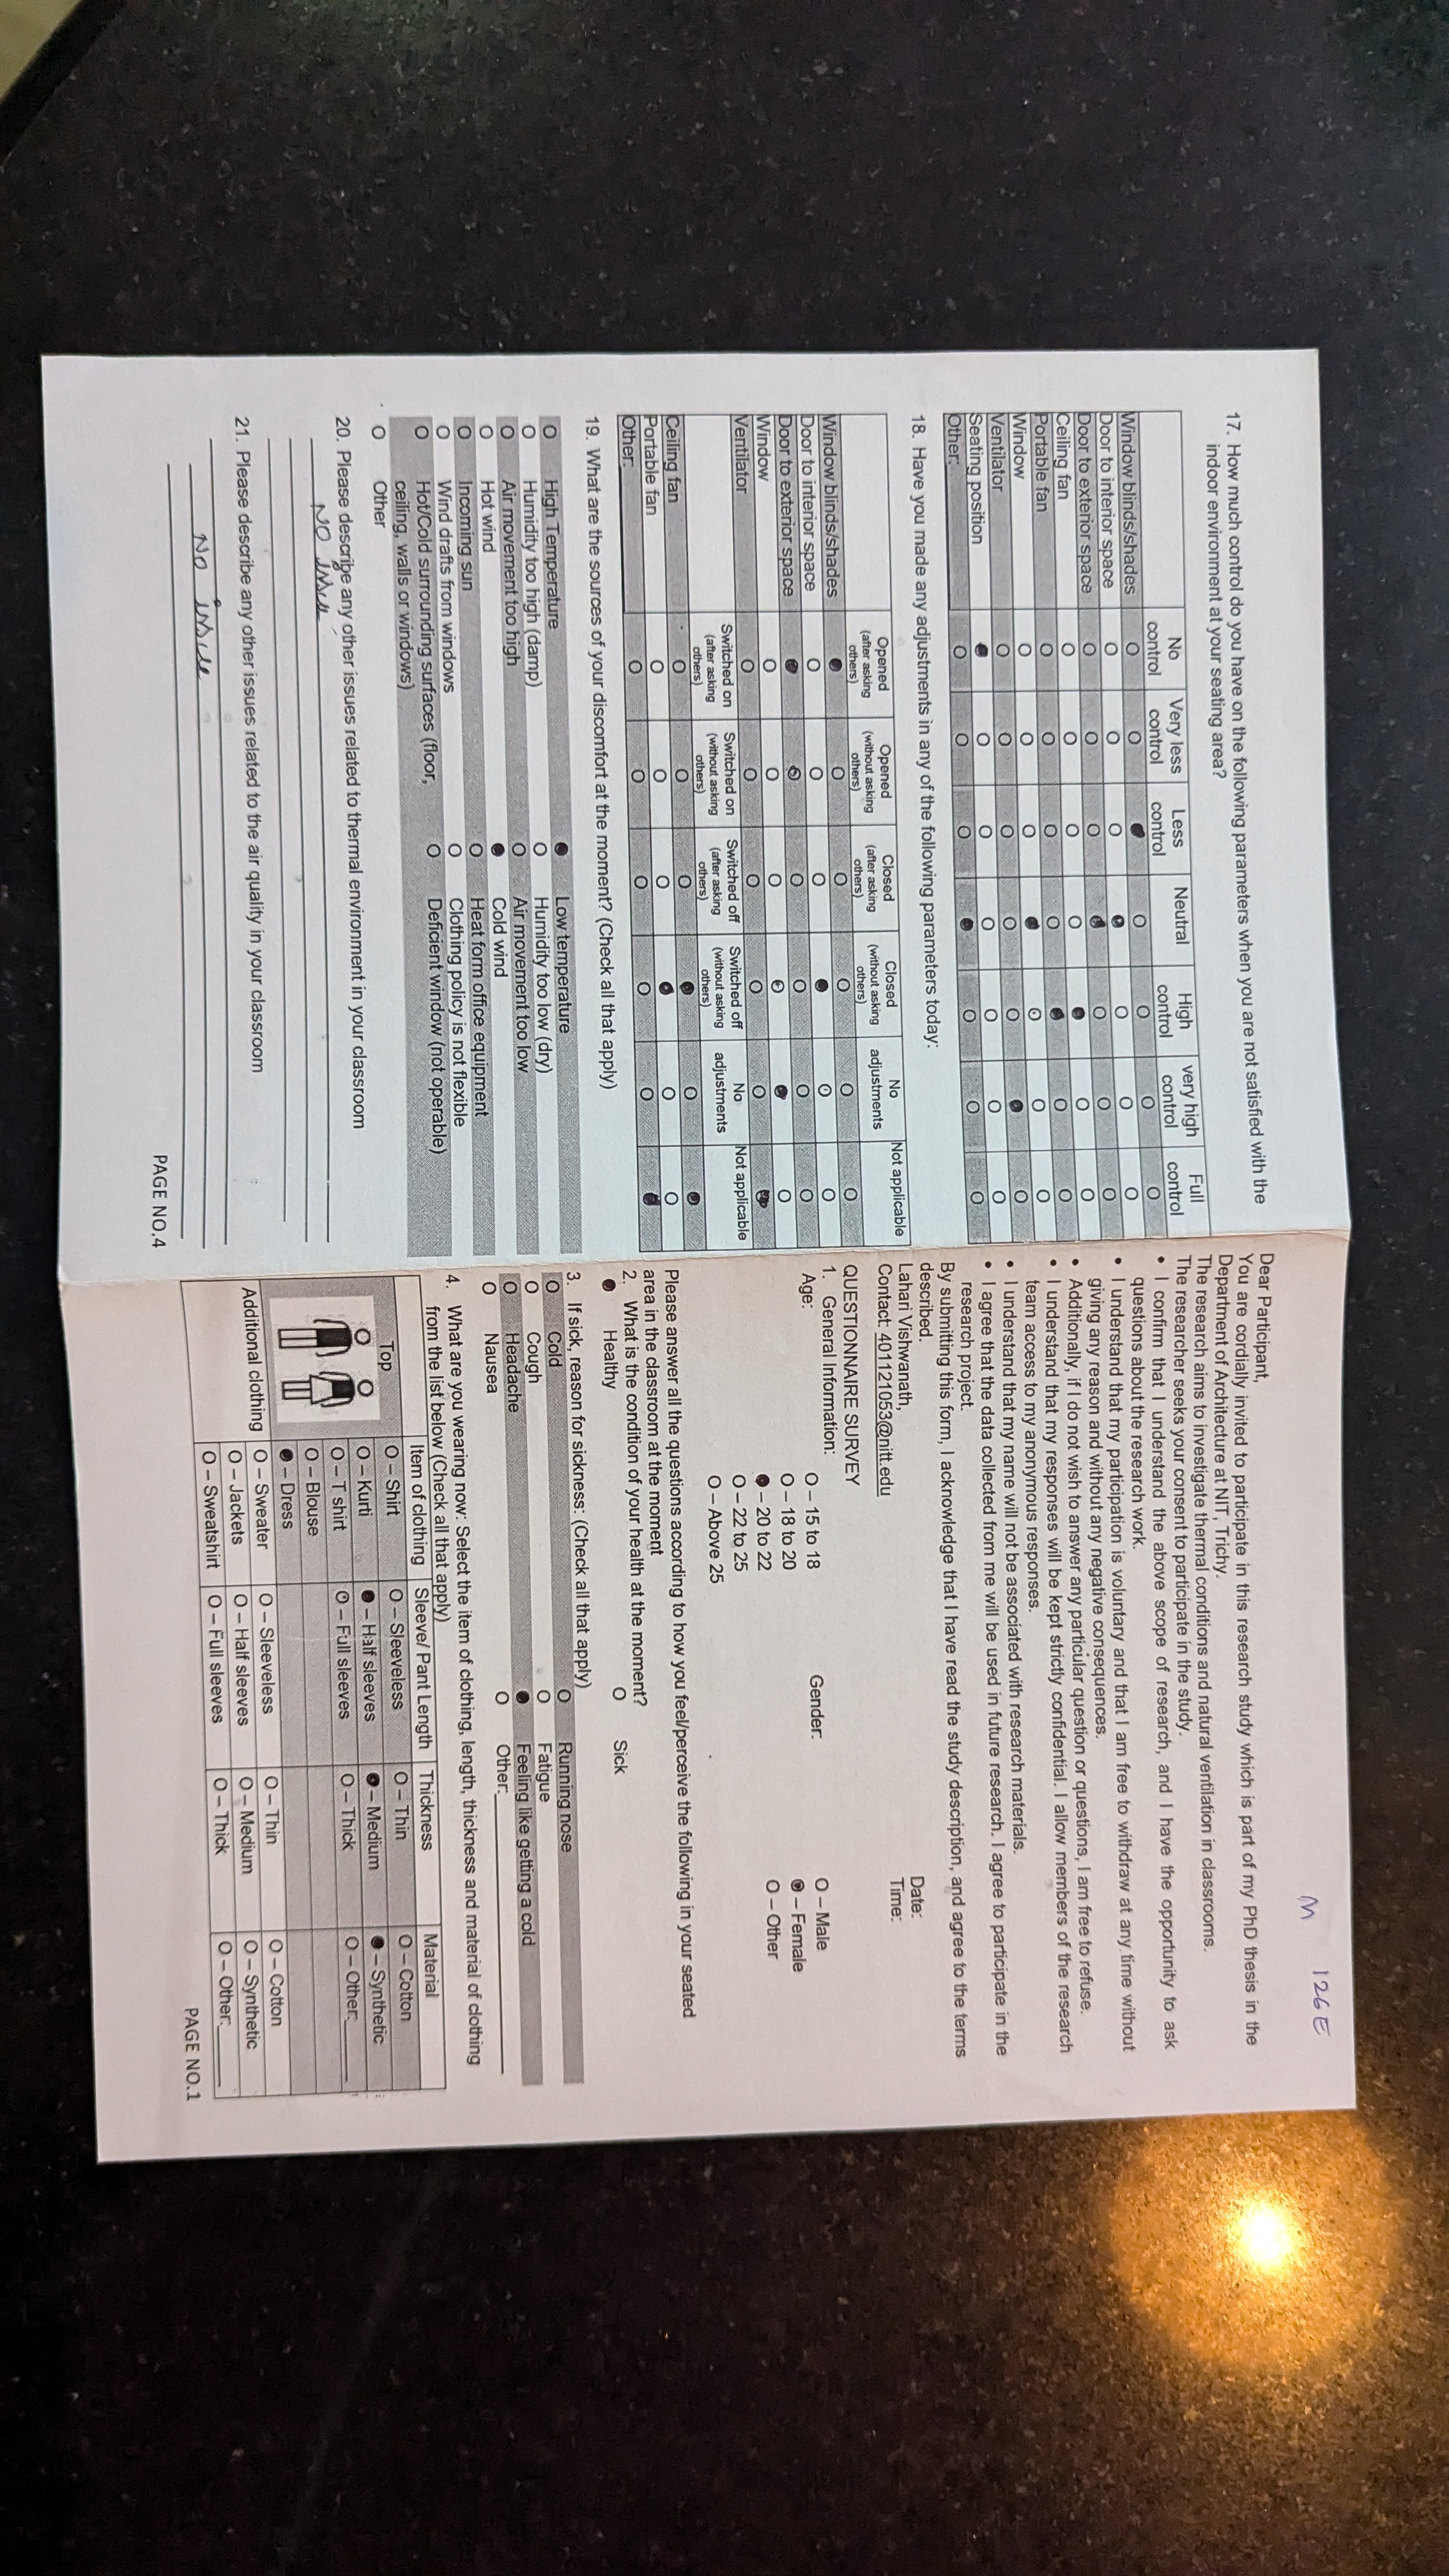 17. How much control do you have on the following parameters when you are not satisfied with the
indoor environment at your seating area?
No control Very less control Less control Neutral High control very high control Full control
Window blinds/shades O O ● O O O O
Door to interior space O O O ● O O O
Door to exterior space O O O ● O O O
Ceiling fan O O O O ● O O
Portable fan O O O O ● O O
Window O O O ● O O O
Ventilator O O O O O ● O
Seating position ● O O O O O O
Other: O O O ● O O O
18. Have you made any adjustments in any of the following parameters today:
Opened (after asking others) Opened (without asking others) Closed (after asking others) Closed (without asking others) No adjustments Not applicable
Window blinds/shades ● O O O O O
Door to interior space O O O ● O O
Door to exterior space ● O O O O O
Window O O O O ● O
Ventilator O O O O O ●
Switched on (after asking others) Switched on (without asking others) Switched off (after asking others) Switched off (without asking others) No adjustments Not applicable
Ceiling fan O O O ● O ●
Portable fan O O O ● O O
Other: O O O O O ●
19. What are the sources of your discomfort at the moment? (Check all that apply)
O High Temperature ● Low temperature
O Humidity too high (damp) O Humidity too low (dry)
O Air movement too high O Air movement too low
O Hot wind ● Cold wind
O Incoming sun O Heat form office equipment
O Wind drafts from windows O Clothing policy is not flexible
O Hot/Cold surrounding surfaces (floor, O Deficient window (not operable)
ceiling, walls or windows)
O Other
20. Please describe any other issues related to thermal environment in your classroom
No issue
21. Please describe any other issues related to the air quality in your classroom
No issue
PAGE NO.4
M 126E
Dear Participant,
You are cordially invited to participate in this research study which is part of my PhD thesis in the
Department of Architecture at NIT, Trichy.
The research aims to investigate thermal conditions and natural ventilation in classrooms.
The researcher seeks your consent to participate in the study.
• I confirm that I understand the above scope of research, and I have the opportunity to ask
questions about the research work.
• I understand that my participation is voluntary and that I am free to withdraw at any time without
giving any reason and without any negative consequences.
• Additionally, if I do not wish to answer any particular question or questions, I am free to refuse.
• I understand that my responses will be kept strictly confidential. I allow members of the research
team access to my anonymous responses.
• I understand that my name will not be associated with research materials.
• I agree that the data collected from me will be used in future research. I agree to participate in the
research project.
By submitting this form, I acknowledge that I have read the study description, and agree to the terms
described.
Lahari Vishwanath, Date:
Contact: 401121053@nitt.edu Time:
QUESTIONNAIRE SURVEY
1. General Information:
Age: O – 15 to 18 Gender: O – Male
O – 18 to 20 ● – Female
● – 20 to 22 O – Other
O – 22 to 25
O – Above 25
Please answer all the questions according to how you feel/perceive the following in your seated
area in the classroom at the moment
2. What is the condition of your health at the moment?
● Healthy O Sick
3. If sick, reason for sickness: (Check all that apply)
O Cold O Running nose
O Cough O Fatigue
O Headache ● Feeling like getting a cold
O Nausea O Other:
4. What are you wearing now: Select the item of clothing, length, thickness and material of clothing
from the list below (Check all that apply)
Item of clothing Sleeve/ Pant Length Thickness Material
Top O – Shirt O – Sleeveless O – Thin O – Cotton
O – Kurti ● – Half sleeves ● – Medium ● – Synthetic
O – T shirt O – Full sleeves O – Thick O – Other:
O – Blouse
● – Dress
Additional clothing O – Sweater O – Sleeveless O – Thin O – Cotton
O – Jackets O – Half sleeves O – Medium O – Synthetic
O – Sweatshirt O – Full sleeves O – Thick O – Other:
PAGE NO.1